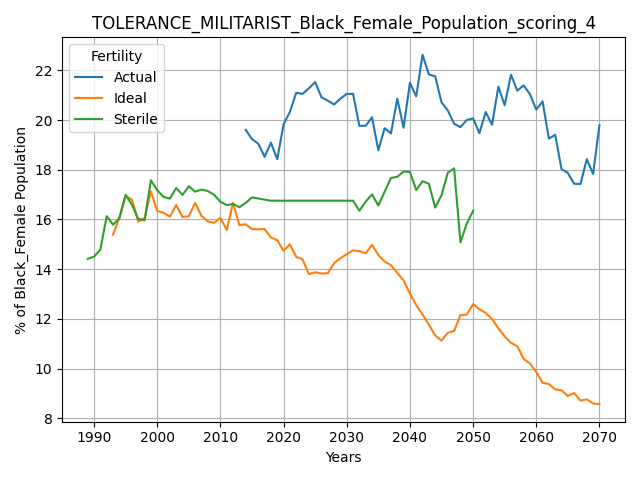 TOLERANCE_MILITARIST_Black_Female_Population_scoring_4
Fertility
Actual
Ideal
Sterile
% of Black_Female Population
22
20
18
16
14
12
10
8
1990 2000 2010 2020 2030 2040 2050 2060 2070
Years